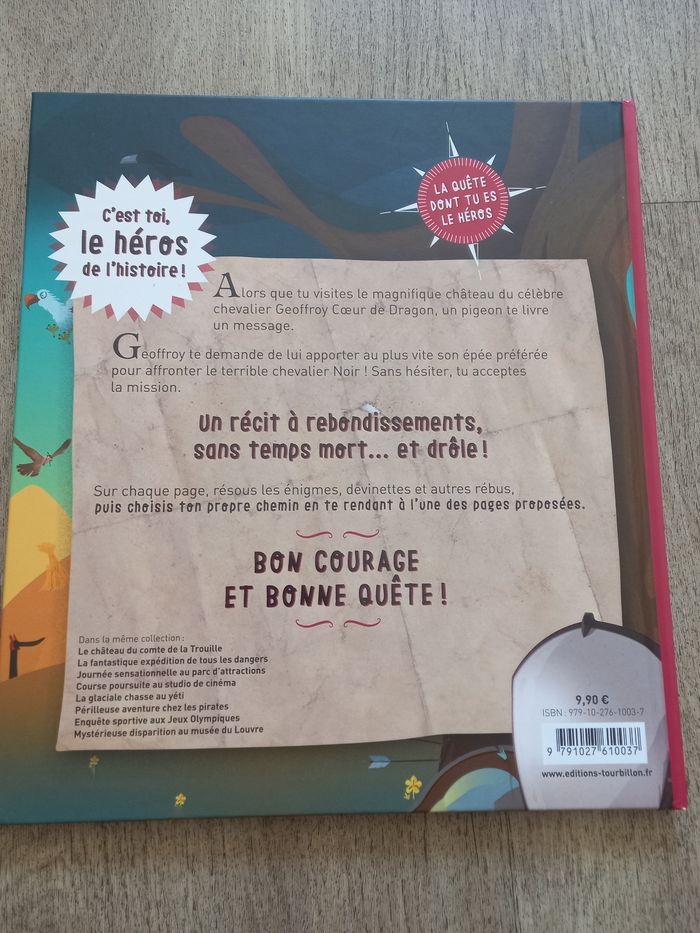 C'est toi,
le héros
de l'histoire !
LA QUÊTE
DONT TU ES
LE HÉROS
Alors que tu visites le magnifique château du célèbre
chevalier Geoffroy Cœur de Dragon, un pigeon te livre
un message.
Geoffroy te demande de lui apporter au plus vite son épée préférée
pour affronter le terrible chevalier Noir ! Sans hésiter, tu acceptes
la mission.
Un récit à rebondissements,
sans temps mort... et drôle !
Sur chaque page, résous les énigmes, devinettes et autres rébus,
puis choisis ton propre chemin en te rendant à l'une des pages proposées.
BON COURAGE
ET BONNE QUÊTE !
Dans la même collection :
Le château du comte de la Trouille
La fantastique expédition de tous les dangers
Journée sensationnelle au parc d'attractions
Course poursuite au studio de cinéma
La glaciale chasse au yéti
Périlleuse aventure chez les pirates
Enquête sportive aux Jeux Olympiques
Mystérieuse disparition au musée du Louvre
9,90 €
ISBN : 979-10-276-1003-7
9 791027 610037
www.editions-tourbillon.fr